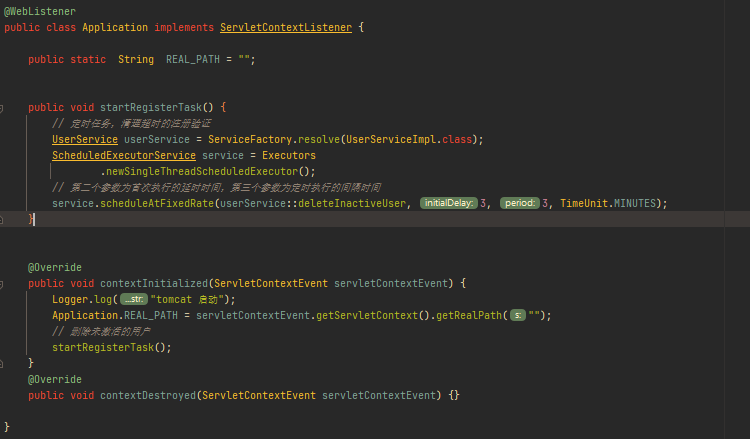 @WebListener
public class Application implements ServletContextListener {
public static String REAL_PATH = "";
public void startRegisterTask() {
// 定时任务，清理超时的注册验证
UserService userService = ServiceFactory.resolve(UserServiceImpl.class);
ScheduledExecutorService service = Executors
.newSingleThreadScheduledExecutor();
// 第二个参数为首次执行的延时时间，第三个参数为定时执行的间隔时间
service.scheduleAtFixedRate(userService::deleteInactiveUser, initialDelay: 3, period: 3, TimeUnit.MINUTES);
}
@Override
public void contextInitialized(ServletContextEvent servletContextEvent) {
Logger.log( ...str: "tomcat 启动");
Application.REAL_PATH = servletContextEvent.getServletContext().getRealPath( s: "");
// 删除未激活的用户
startRegisterTask();
}
@Override
public void contextDestroyed(ServletContextEvent servletContextEvent) {}
}